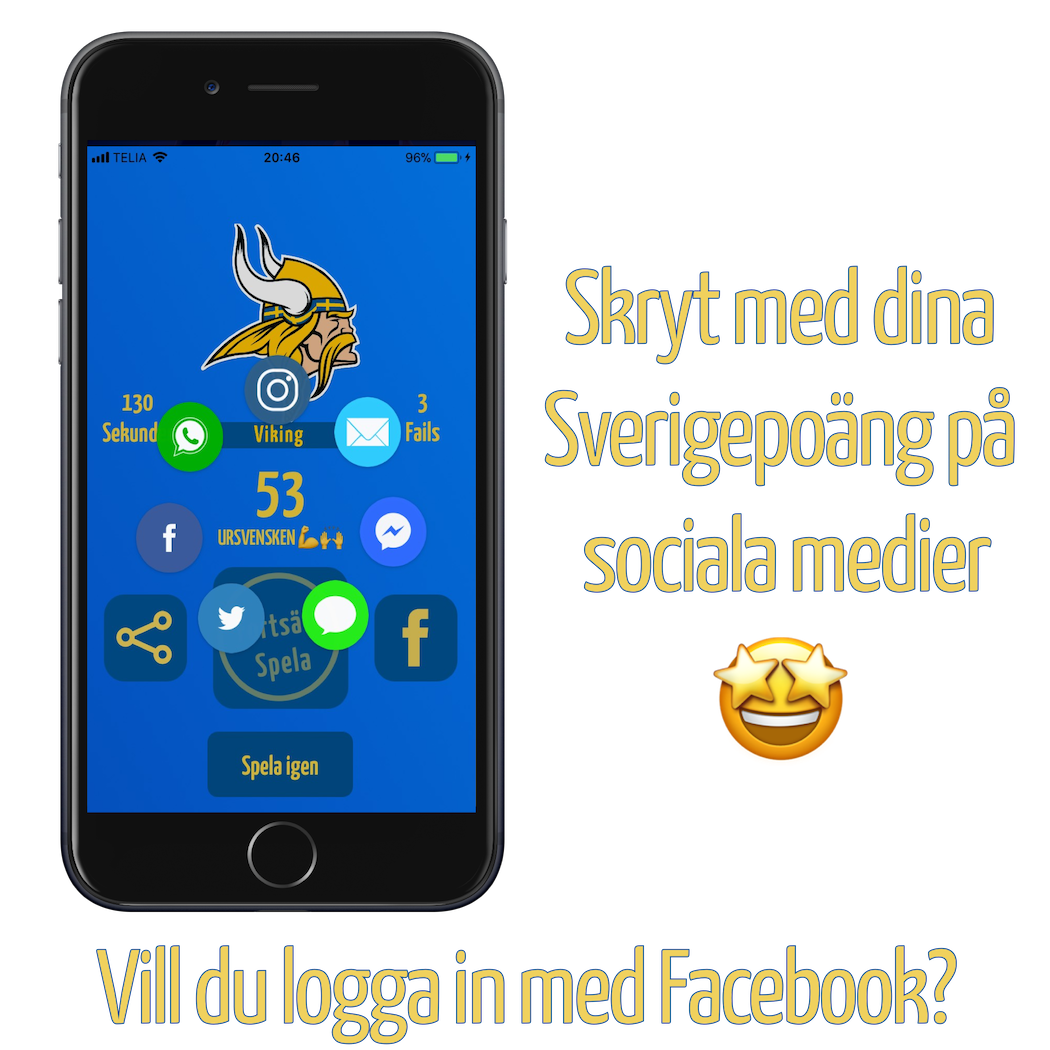 TELIA 20:46 96%
Skryt med dina
Sverigepoäng på
sociala medier
130
Sekund
Viking
3
Fails
53
URSVENSKEN💪🙌
Spela
Spela igen
Vill du logga in med Facebook?